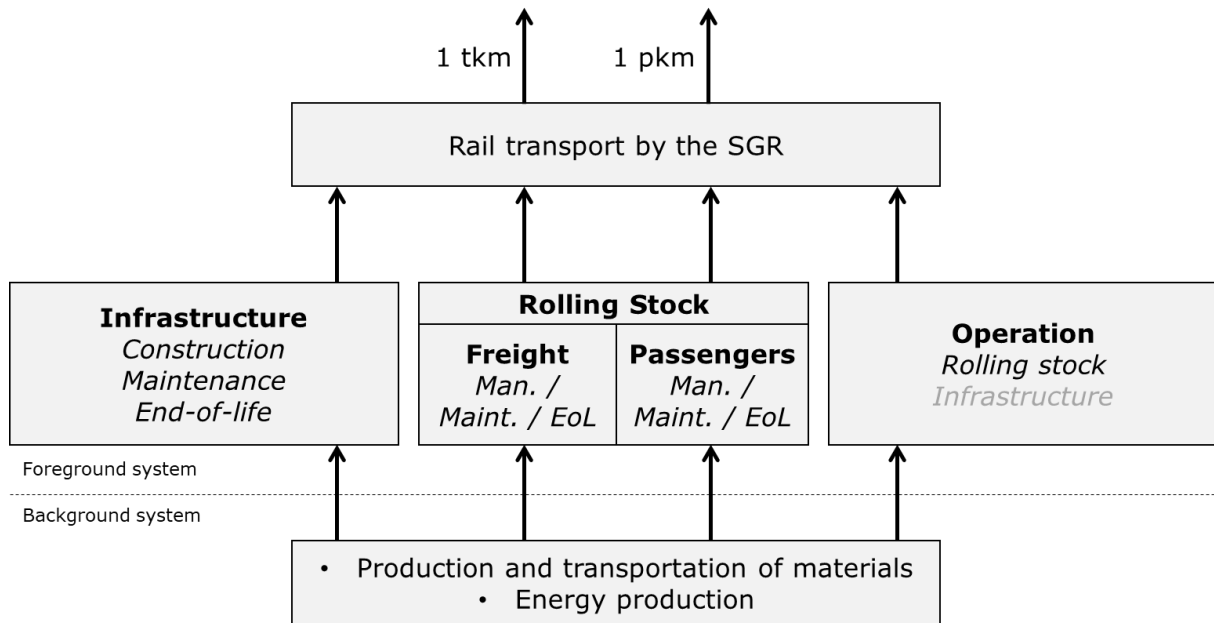 1 tkm
1 pkm
Rail transport by the SGR
Infrastructure
Construction
Maintenance
End-of-life
Rolling Stock
Freight
Man. /
Maint. / EoL
Passengers
Man. /
Maint. / EoL
Operation
Rolling stock
Infrastructure
Foreground system
Background system
• Production and transportation of materials
• Energy production